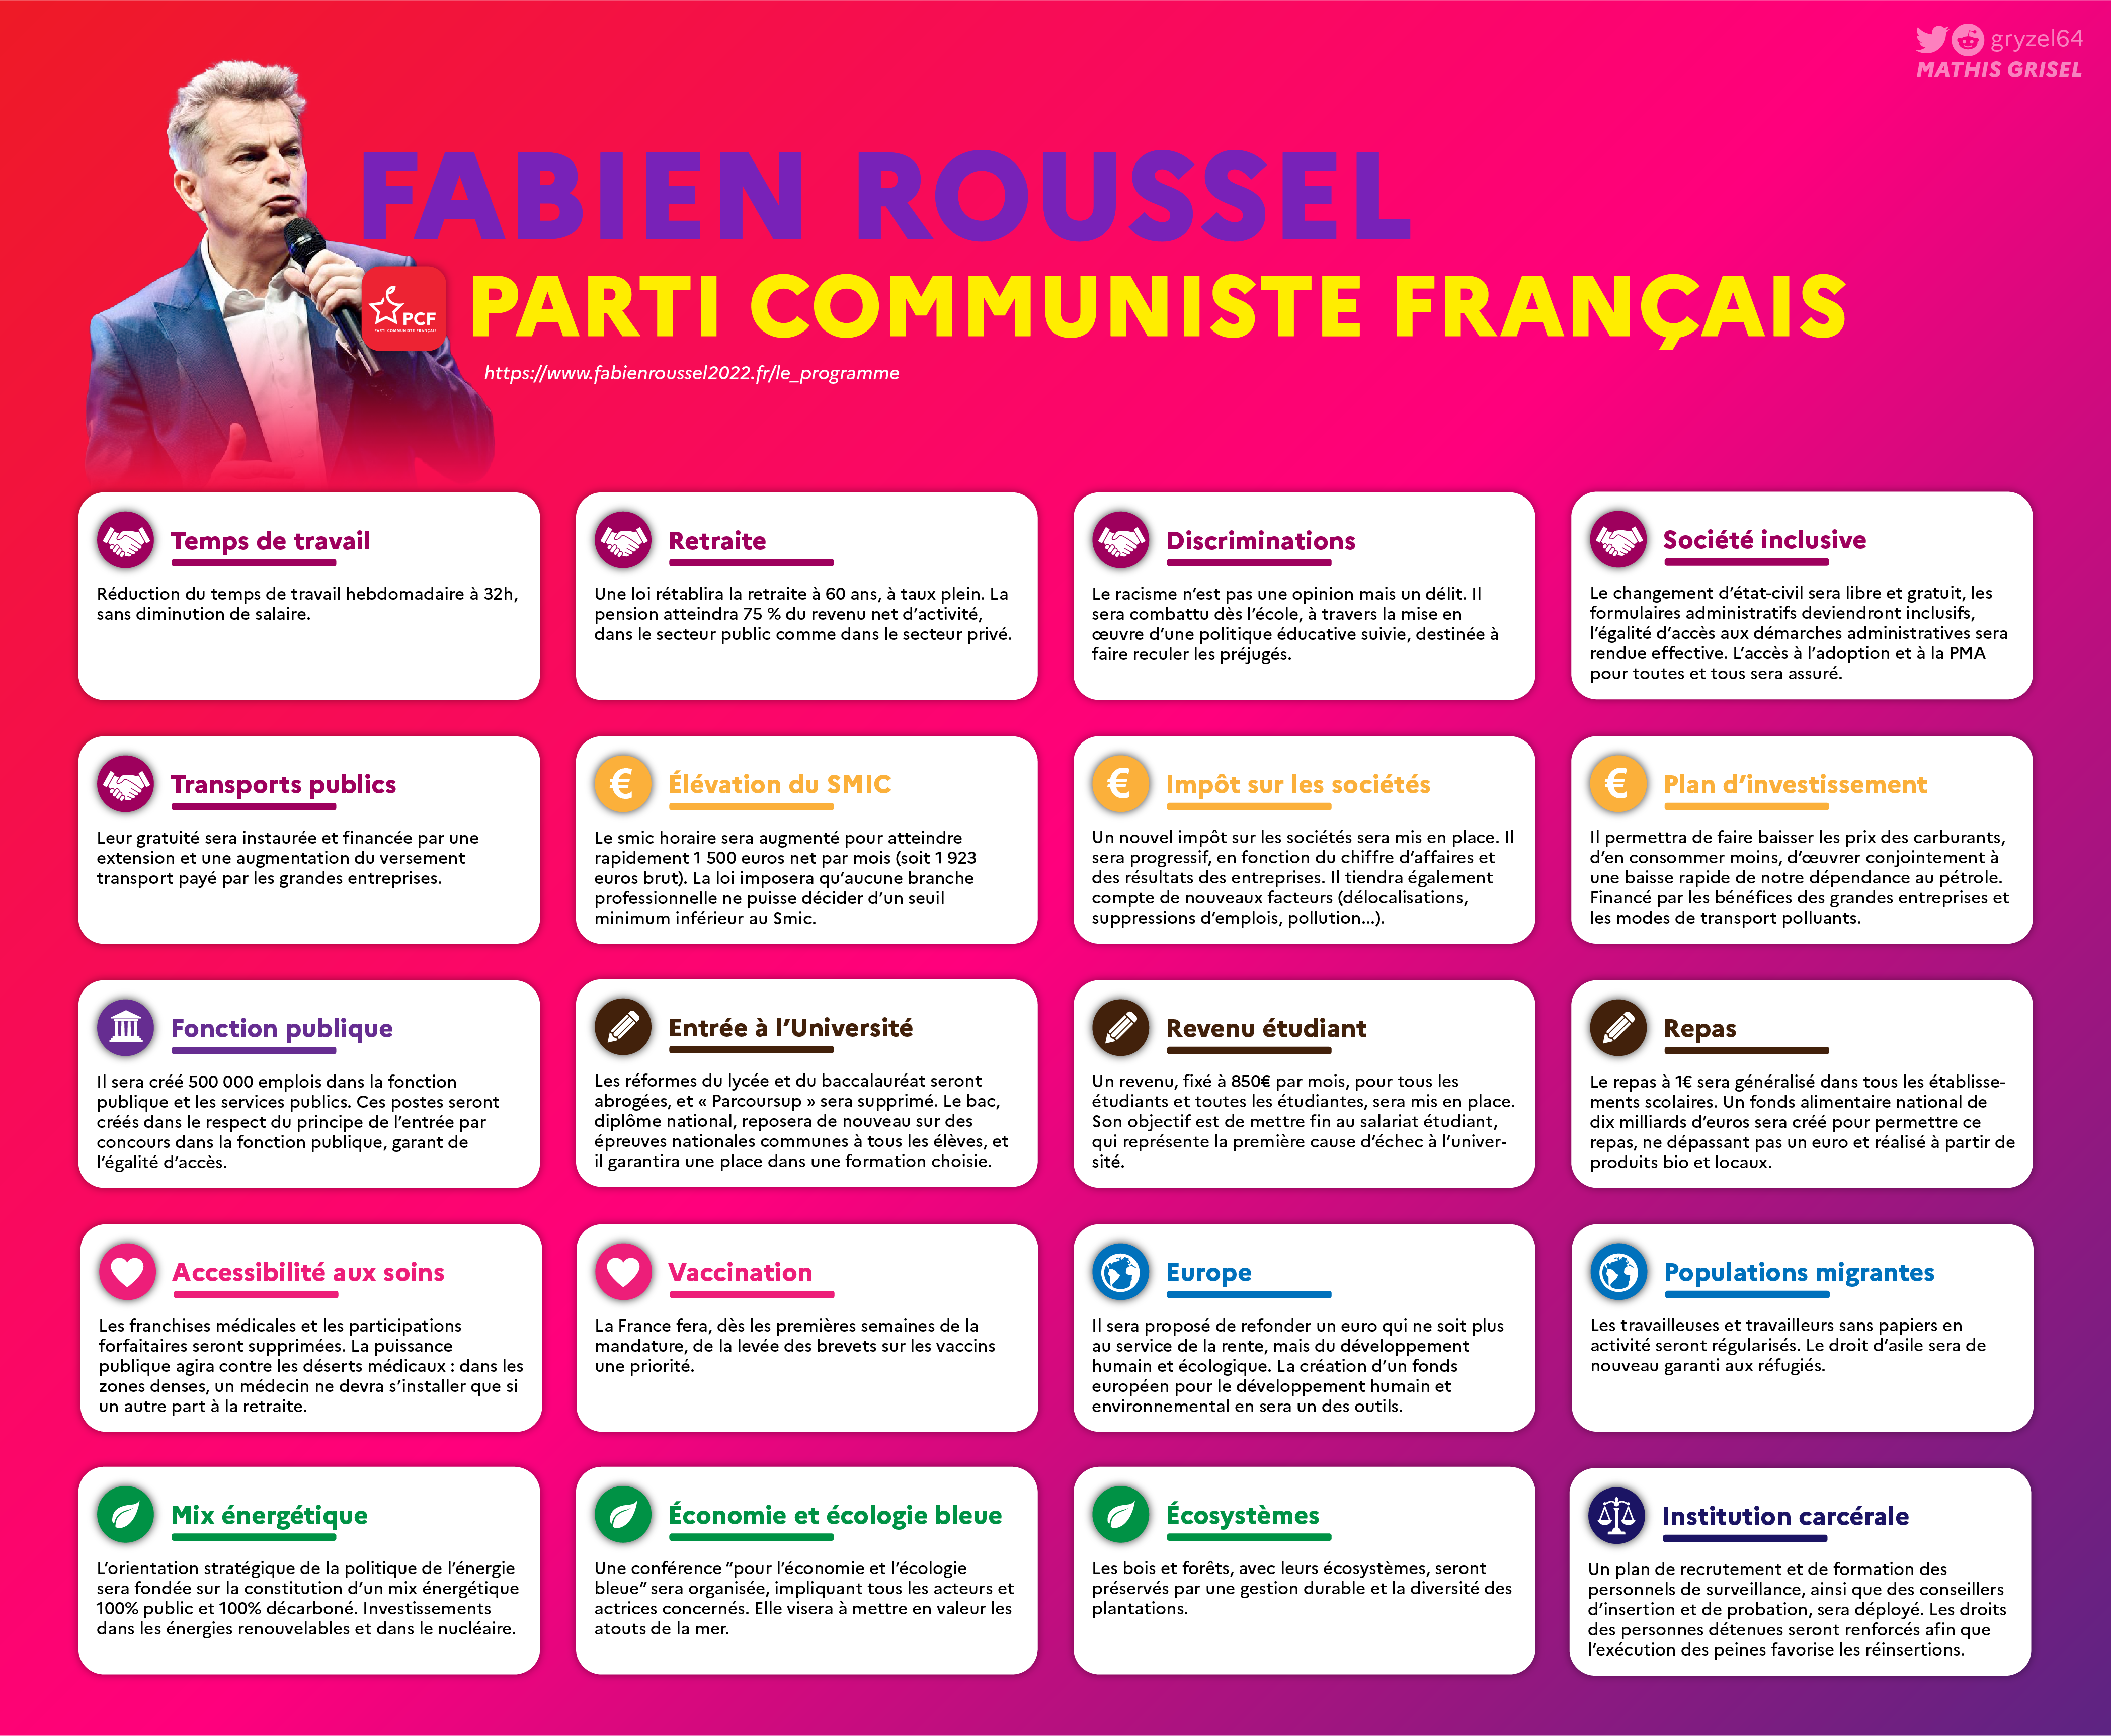 gryzel64
MATHIS GRISEL
FABIEN ROUSSEL
PCF
PARTI COMMUNISTE FRANÇAIS
PARTI COMMUNISTE FRANÇAIS
https://www.fabienroussel2022.fr/le_programme
Temps de travail
Réduction du temps de travail hebdomadaire à 32h,
sans diminution de salaire.
Retraite
Une loi rétablira la retraite à 60 ans, à taux plein. La
pension atteindra 75 % du revenu net d’activité,
dans le secteur public comme dans le secteur privé.
Discriminations
Le racisme n’est pas une opinion mais un délit. Il
sera combattu dès l’école, à travers la mise en
œuvre d’une politique éducative suivie, destinée à
faire reculer les préjugés.
Société inclusive
Le changement d’état-civil sera libre et gratuit, les
formulaires administratifs deviendront inclusifs,
l’égalité d’accès aux démarches administratives sera
rendue effective. L’accès à l’adoption et à la PMA
pour toutes et tous sera assuré.
Transports publics
Leur gratuité sera instaurée et financée par une
extension et une augmentation du versement
transport payé par les grandes entreprises.
€
Élévation du SMIC
Le smic horaire sera augmenté pour atteindre
rapidement 1 500 euros net par mois (soit 1 923
euros brut). La loi imposera qu’aucune branche
professionnelle ne puisse décider d’un seuil
minimum inférieur au Smic.
€
Impôt sur les sociétés
Un nouvel impôt sur les sociétés sera mis en place. Il
sera progressif, en fonction du chiffre d’affaires et
des résultats des entreprises. Il tiendra également
compte de nouveaux facteurs (délocalisations,
suppressions d’emplois, pollution...).
€
Plan d’investissement
Il permettra de faire baisser les prix des carburants,
d’en consommer moins, d’œuvrer conjointement à
une baisse rapide de notre dépendance au pétrole.
Financé par les bénéfices des grandes entreprises et
les modes de transport polluants.
Fonction publique
Il sera créé 500 000 emplois dans la fonction
publique et les services publics. Ces postes seront
créés dans le respect du principe de l’entrée par
concours dans la fonction publique, garant de
l’égalité d’accès.
Entrée à l’Université
Les réformes du lycée et du baccalauréat seront
abrogées, et « Parcoursup » sera supprimé. Le bac,
diplôme national, reposera de nouveau sur des
épreuves nationales communes à tous les élèves, et
il garantira une place dans une formation choisie.
Revenu étudiant
Un revenu, fixé à 850€ par mois, pour tous les
étudiants et toutes les étudiantes, sera mis en place.
Son objectif est de mettre fin au salariat étudiant,
qui représente la première cause d’échec à l’univer-
sité.
Repas
Le repas à 1€ sera généralisé dans tous les établisse-
ments scolaires. Un fonds alimentaire national de
dix milliards d’euros sera créé pour permettre ce
repas, ne dépassant pas un euro et réalisé à partir de
produits bio et locaux.
Accessibilité aux soins
Les franchises médicales et les participations
forfaitaires seront supprimées. La puissance
publique agira contre les déserts médicaux : dans les
zones denses, un médecin ne devra s’installer que si
un autre part à la retraite.
Vaccination
La France fera, dès les premières semaines de la
mandature, de la levée des brevets sur les vaccins
une priorité.
Europe
Il sera proposé de refonder un euro qui ne soit plus
au service de la rente, mais du développement
humain et écologique. La création d’un fonds
européen pour le développement humain et
environnemental en sera un des outils.
Populations migrantes
Les travailleuses et travailleurs sans papiers en
activité seront régularisés. Le droit d’asile sera de
nouveau garanti aux réfugiés.
Mix énergétique
L’orientation stratégique de la politique de l’énergie
sera fondée sur la constitution d’un mix énergétique
100% public et 100% décarboné. Investissements
dans les énergies renouvelables et dans le nucléaire.
Économie et écologie bleue
Une conférence “pour l’économie et l’écologie
bleue” sera organisée, impliquant tous les acteurs et
actrices concernés. Elle visera à mettre en valeur les
atouts de la mer.
Écosystèmes
Les bois et forêts, avec leurs écosystèmes, seront
préservés par une gestion durable et la diversité des
plantations.
Institution carcérale
Un plan de recrutement et de formation des
personnels de surveillance, ainsi que des conseillers
d’insertion et de probation, sera déployé. Les droits
des personnes détenues seront renforcés afin que
l’exécution des peines favorise les réinsertions.